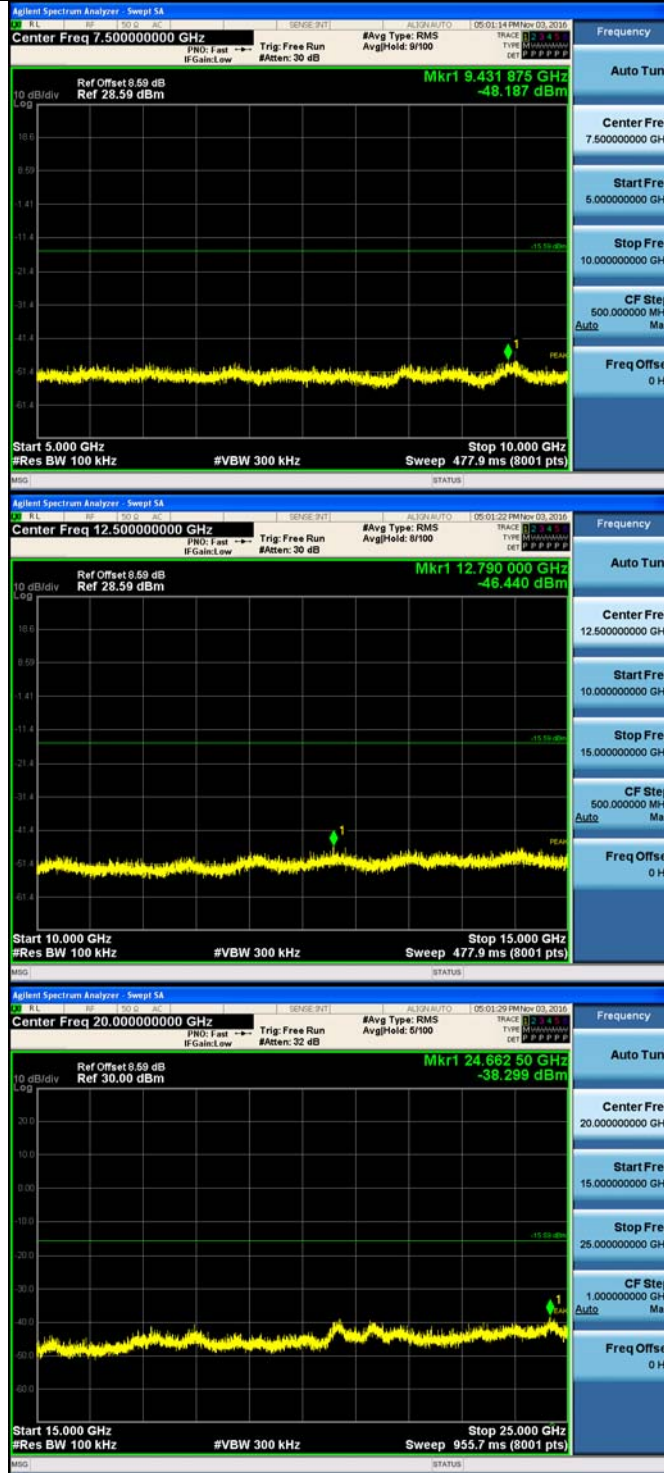 Agilent Spectrum Analyzer - Swept SA
RL RF 50 Ω AC SENSE:INT ALIGN AUTO 05:01:14 PM Nov 03, 2016
Center Freq 7.500000000 GHz
PNO: Fast
IFGain:Low
Trig: Free Run
#Atten: 30 dB
#Avg Type: RMS
Avg|Hold: 9/100
TRACE 1 2 3 4 5 6
TYPE M
DET P P P P P P
Mkr1 9.431 875 GHz
-48.187 dBm
Ref Offset 8.59 dB
Ref 28.59 dBm
10 dB/div
Log
18.6
8.59
-1.41
-11.4
-15.59 dBm
-21.4
-31.4
-41.4
1
PEAK
-51.4
-61.4
Start 5.000 GHz
Stop 10.000 GHz
#Res BW 100 kHz
#VBW 300 kHz
Sweep 477.9 ms (8001 pts)
MSG
STATUS
Frequency
Auto Tun
Center Fre
7.500000000 GH
Start Fre
5.000000000 GH
Stop Fre
10.000000000 GH
CF Ste
500.000000 MH
Auto Ma
Freq Offse
0 H
Agilent Spectrum Analyzer - Swept SA
RL RF 50 Ω AC SENSE:INT ALIGN AUTO 05:01:22 PM Nov 03, 2016
Center Freq 12.500000000 GHz
PNO: Fast
IFGain:Low
Trig: Free Run
#Atten: 30 dB
#Avg Type: RMS
Avg|Hold: 8/100
TRACE 1 2 3 4 5 6
TYPE M
DET P P P P P P
Mkr1 12.790 000 GHz
-46.440 dBm
Ref Offset 8.59 dB
Ref 28.59 dBm
10 dB/div
Log
18.6
8.59
-1.41
-11.4
-15.59 dBm
-21.4
-31.4
-41.4
1
PEAK
-51.4
-61.4
Start 10.000 GHz
Stop 15.000 GHz
#Res BW 100 kHz
#VBW 300 kHz
Sweep 477.9 ms (8001 pts)
MSG
STATUS
Frequency
Auto Tun
Center Fre
12.500000000 GH
Start Fre
10.000000000 GH
Stop Fre
15.000000000 GH
CF Ste
500.000000 MH
Auto Ma
Freq Offse
0 H
Agilent Spectrum Analyzer - Swept SA
RL RF 50 Ω AC SENSE:INT ALIGN AUTO 05:01:29 PM Nov 03, 2016
Center Freq 20.000000000 GHz
PNO: Fast
IFGain:Low
Trig: Free Run
#Atten: 32 dB
#Avg Type: RMS
Avg|Hold: 5/100
TRACE 1 2 3 4 5 6
TYPE M
DET P P P P P P
Mkr1 24.662 50 GHz
-38.299 dBm
Ref Offset 8.59 dB
Ref 30.00 dBm
10 dB/div
Log
20.0
10.0
0.00
-10.0
-15.59 dBm
-20.0
-30.0
1
PEAK
-40.0
-50.0
-60.0
Start 15.000 GHz
Stop 25.000 GHz
#Res BW 100 kHz
#VBW 300 kHz
Sweep 955.7 ms (8001 pts)
MSG
STATUS
Frequency
Auto Tun
Center Fre
20.000000000 GH
Start Fre
15.000000000 GH
Stop Fre
25.000000000 GH
CF Ste
1.000000000 GH
Auto Ma
Freq Offse
0 H